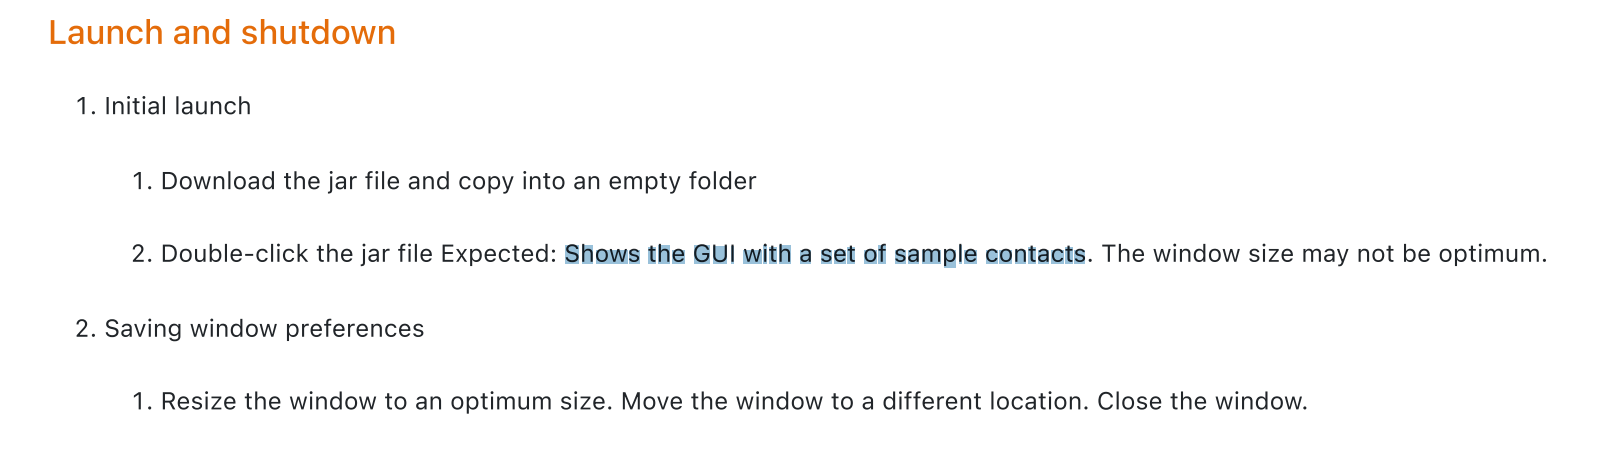 Launch and shutdown
1. Initial launch
1. Download the jar file and copy into an empty folder
2. Double-click the jar file Expected: Shows the GUI with a set of sample contacts. The window size may not be optimum.
2. Saving window preferences
1. Resize the window to an optimum size. Move the window to a different location. Close the window.